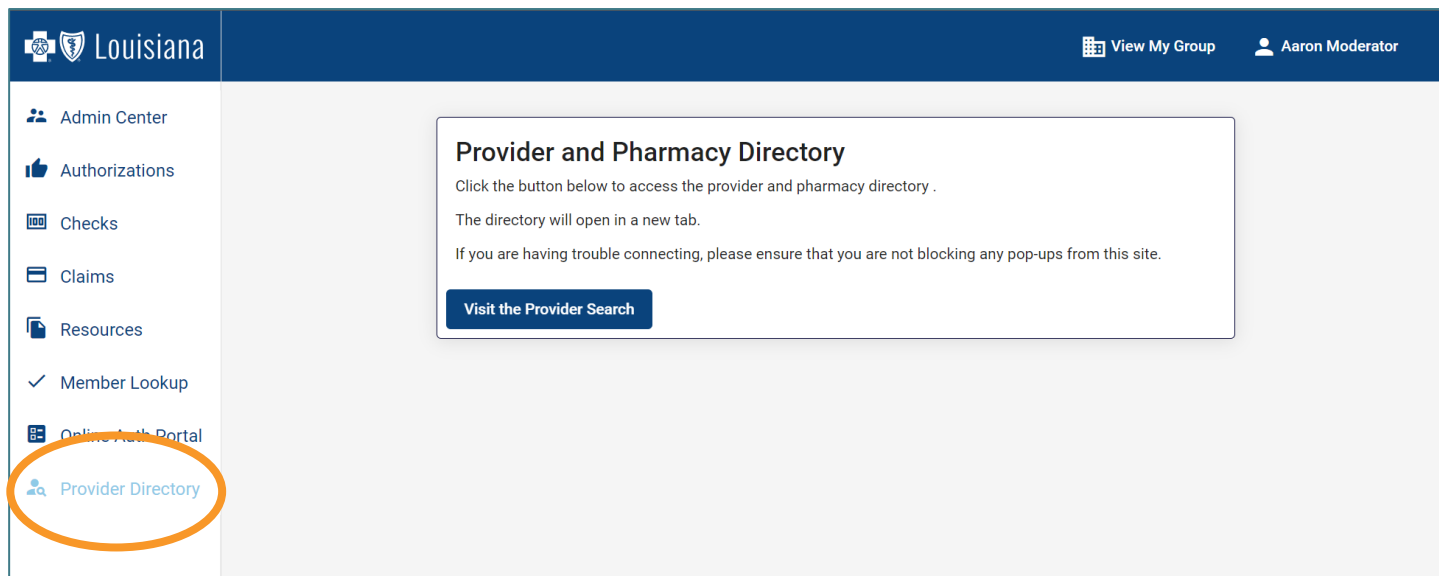 Louisiana
View My Group
Aaron Moderator
Admin Center
Authorizations
Checks
Claims
Resources
Member Lookup
Online Auth Portal
Provider Directory
Provider and Pharmacy Directory
Click the button below to access the provider and pharmacy directory .
The directory will open in a new tab.
If you are having trouble connecting, please ensure that you are not blocking any pop-ups from this site.
Visit the Provider Search